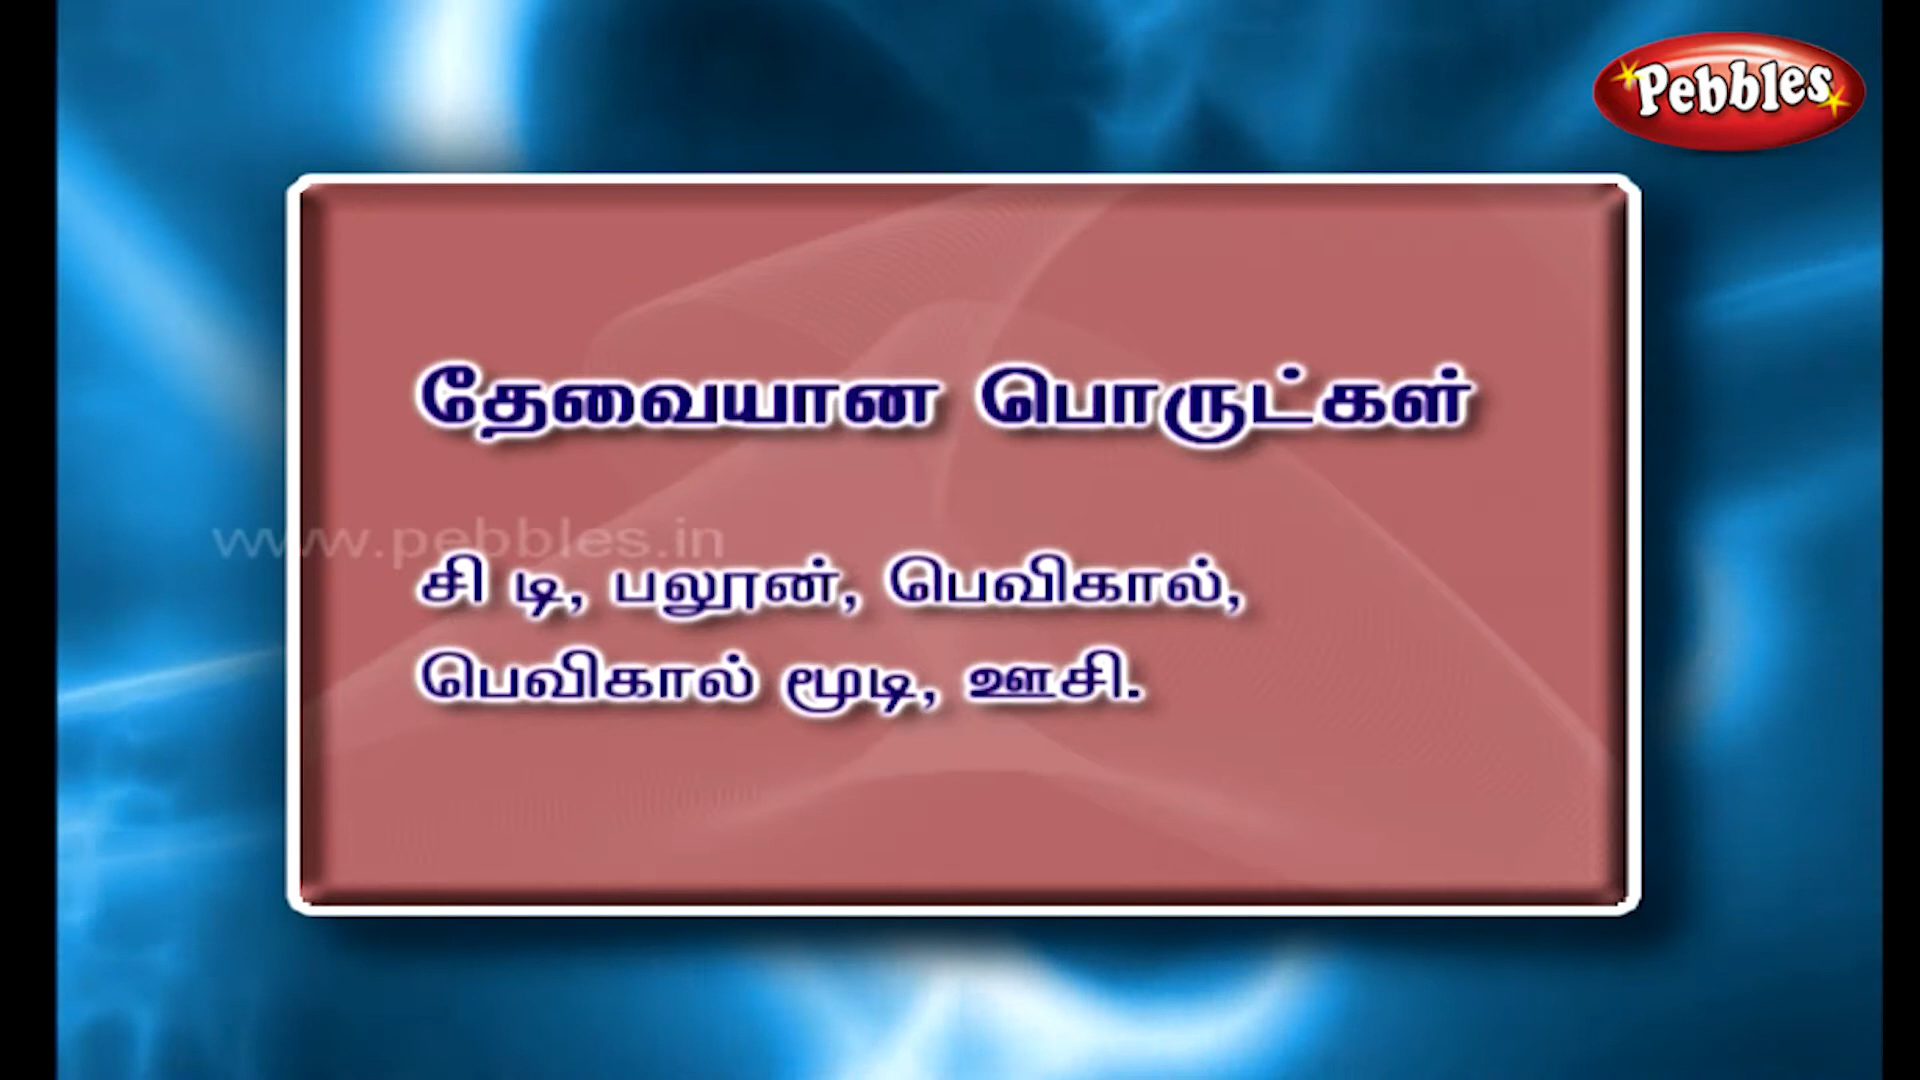 Pebbles
தேவையான பொருட்கள்
www.pebbles.in
சி டி, பலூன், பெவிகால்,
பெவிகால் மூடி, ஊசி.